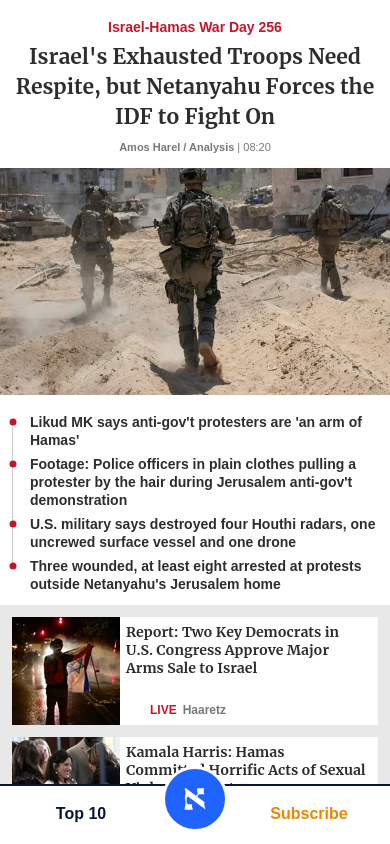 Israel-Hamas War Day 256
Israel's Exhausted Troops Need
Respite, but Netanyahu Forces the
IDF to Fight On
Amos Harel / Analysis | 08:20
Likud MK says anti-gov't protesters are 'an arm of
Hamas'
Footage: Police officers in plain clothes pulling a
protester by the hair during Jerusalem anti-gov't
demonstration
U.S. military says destroyed four Houthi radars, one
uncrewed surface vessel and one drone
Three wounded, at least eight arrested at protests
outside Netanyahu's Jerusalem home
Report: Two Key Democrats in
U.S. Congress Approve Major
Arms Sale to Israel
LIVE Haaretz
Kamala Harris: Hamas
Committed Horrific Acts of Sexual
Top 10
Subscribe